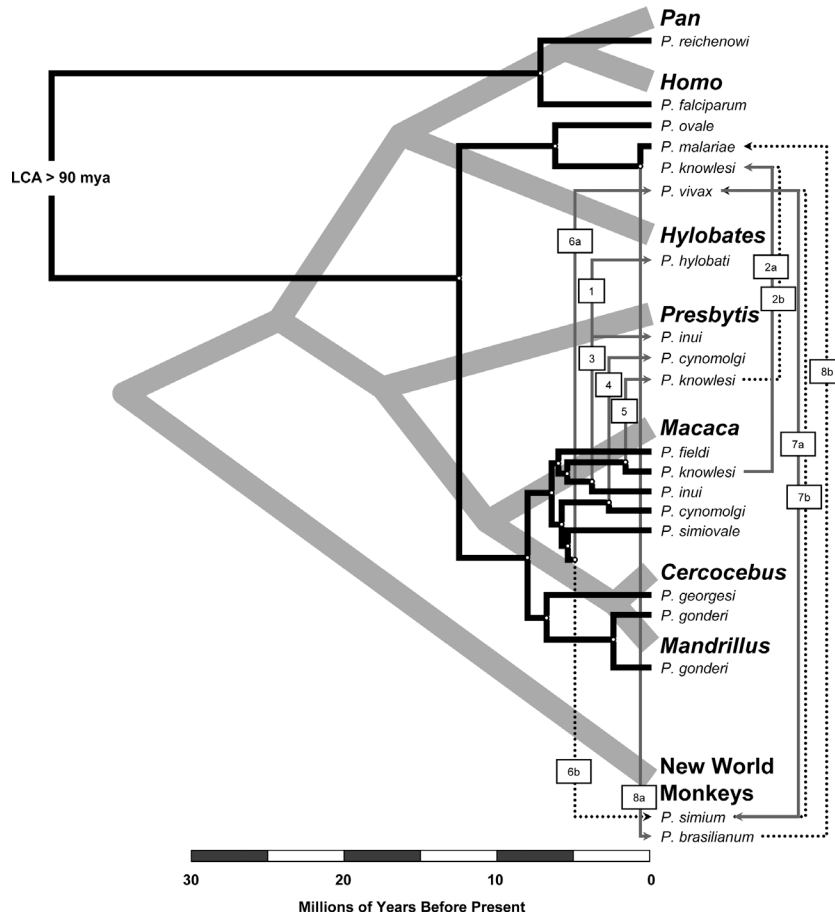 Pan
P. reichenowi
Homo
P. falciparum
P. ovale
P. malariae
P. knowlesi
LCA > 90 mya
P. vivax
6a
Hylobates
P. hylobati
2a
1
2b
Presbytis
P. inui
3
P. cynomolgi
8b
4
P. knowlesi
5
Macaca
7a
P. fieldi
P. knowlesi
P. inui
7b
P. cynomolgi
P. simiovale
Cercocebus
P. georgesi
P. gonderi
Mandrillus
P. gonderi
New World
6b
Monkeys
8a
P. simium
P. brasilianum
30 20 10 0
Millions of Years Before Present